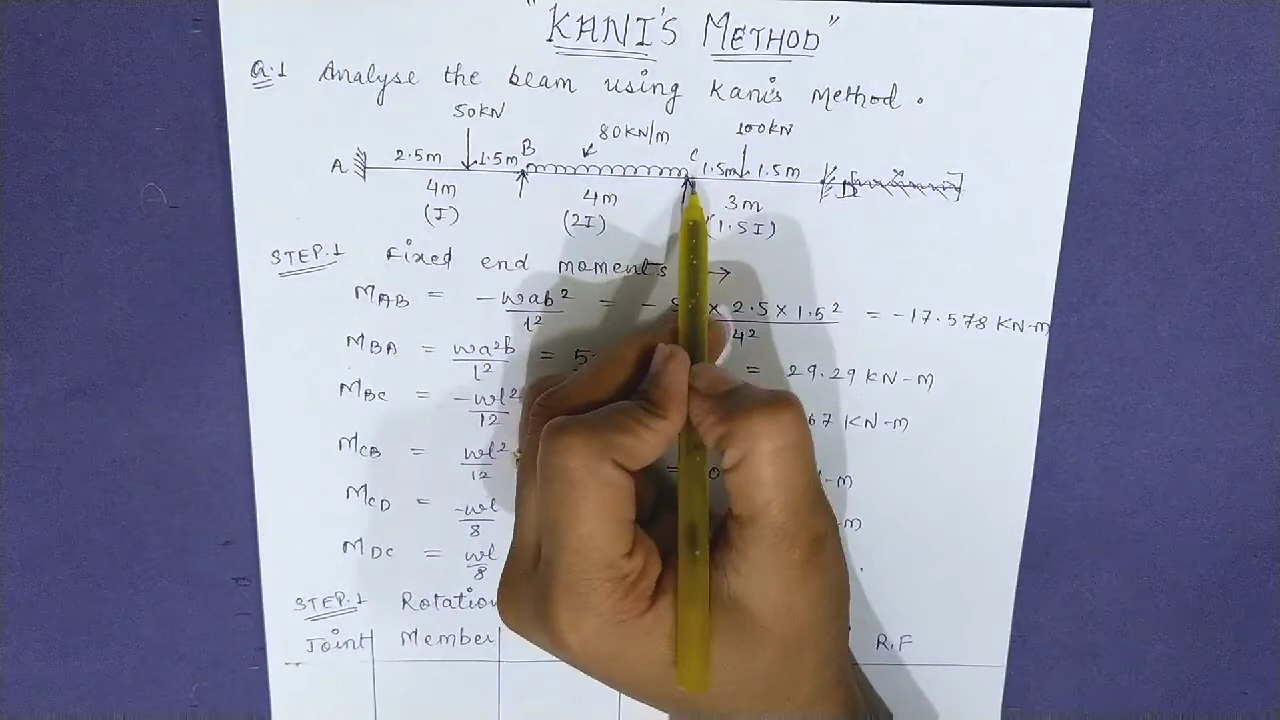 "KANI'S METHOD"
Q.1 Analyse the beam using Kani's Method.
50KN 80KN/m 100KN
A 2.5m 1.5m B C 1.5m 1.5m
4m 4m 3m
(I) (2I) (1.5I)
STEP.1 Fixed end moments →
MAB = -wab²/l² = - × 2.5 × 1.5²/4² = -17.578 KN-m
MBA = wa²b/l² = = 29.29 KN-m
MBC = -wl²/12 67 KN-m
MCB = wl²/12 = -m
MCD = -wl/8 -m
MDC = wl/8
STEP.1 Rotation
Joint Member R.F